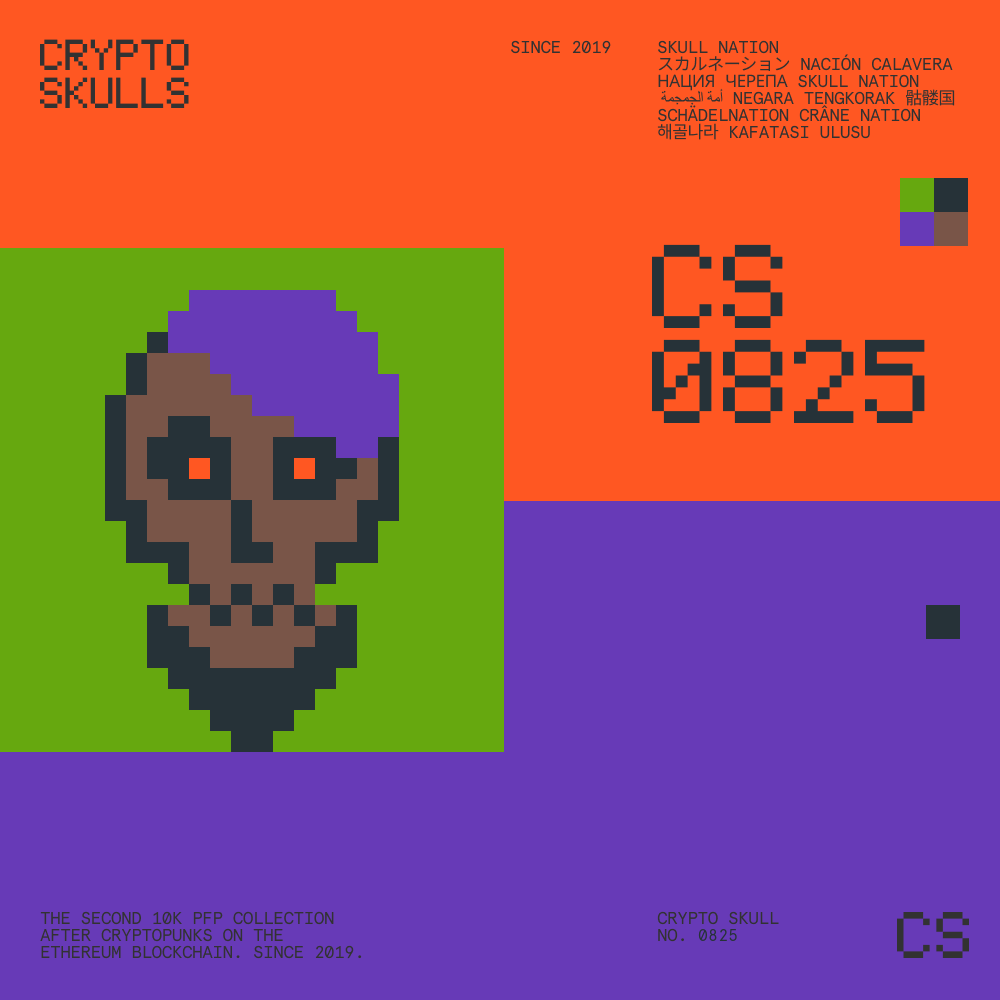 CRYPTO
SKULLS
SINCE 2019
SKULL NATION
スカルネーション NACIÓN CALAVERA
НАЦИЯ ЧЕРЕПА SKULL NATION
أمة الجمجمة NEGARA TENGKORAK 骷髅国
SCHÄDELNATION CRÂNE NATION
해골나라 KAFATASI ULUSU
CS
0825
THE SECOND 10K PFP COLLECTION
AFTER CRYPTOPUNKS ON THE
ETHEREUM BLOCKCHAIN. SINCE 2019.
CRYPTO SKULL
NO. 0825
CS